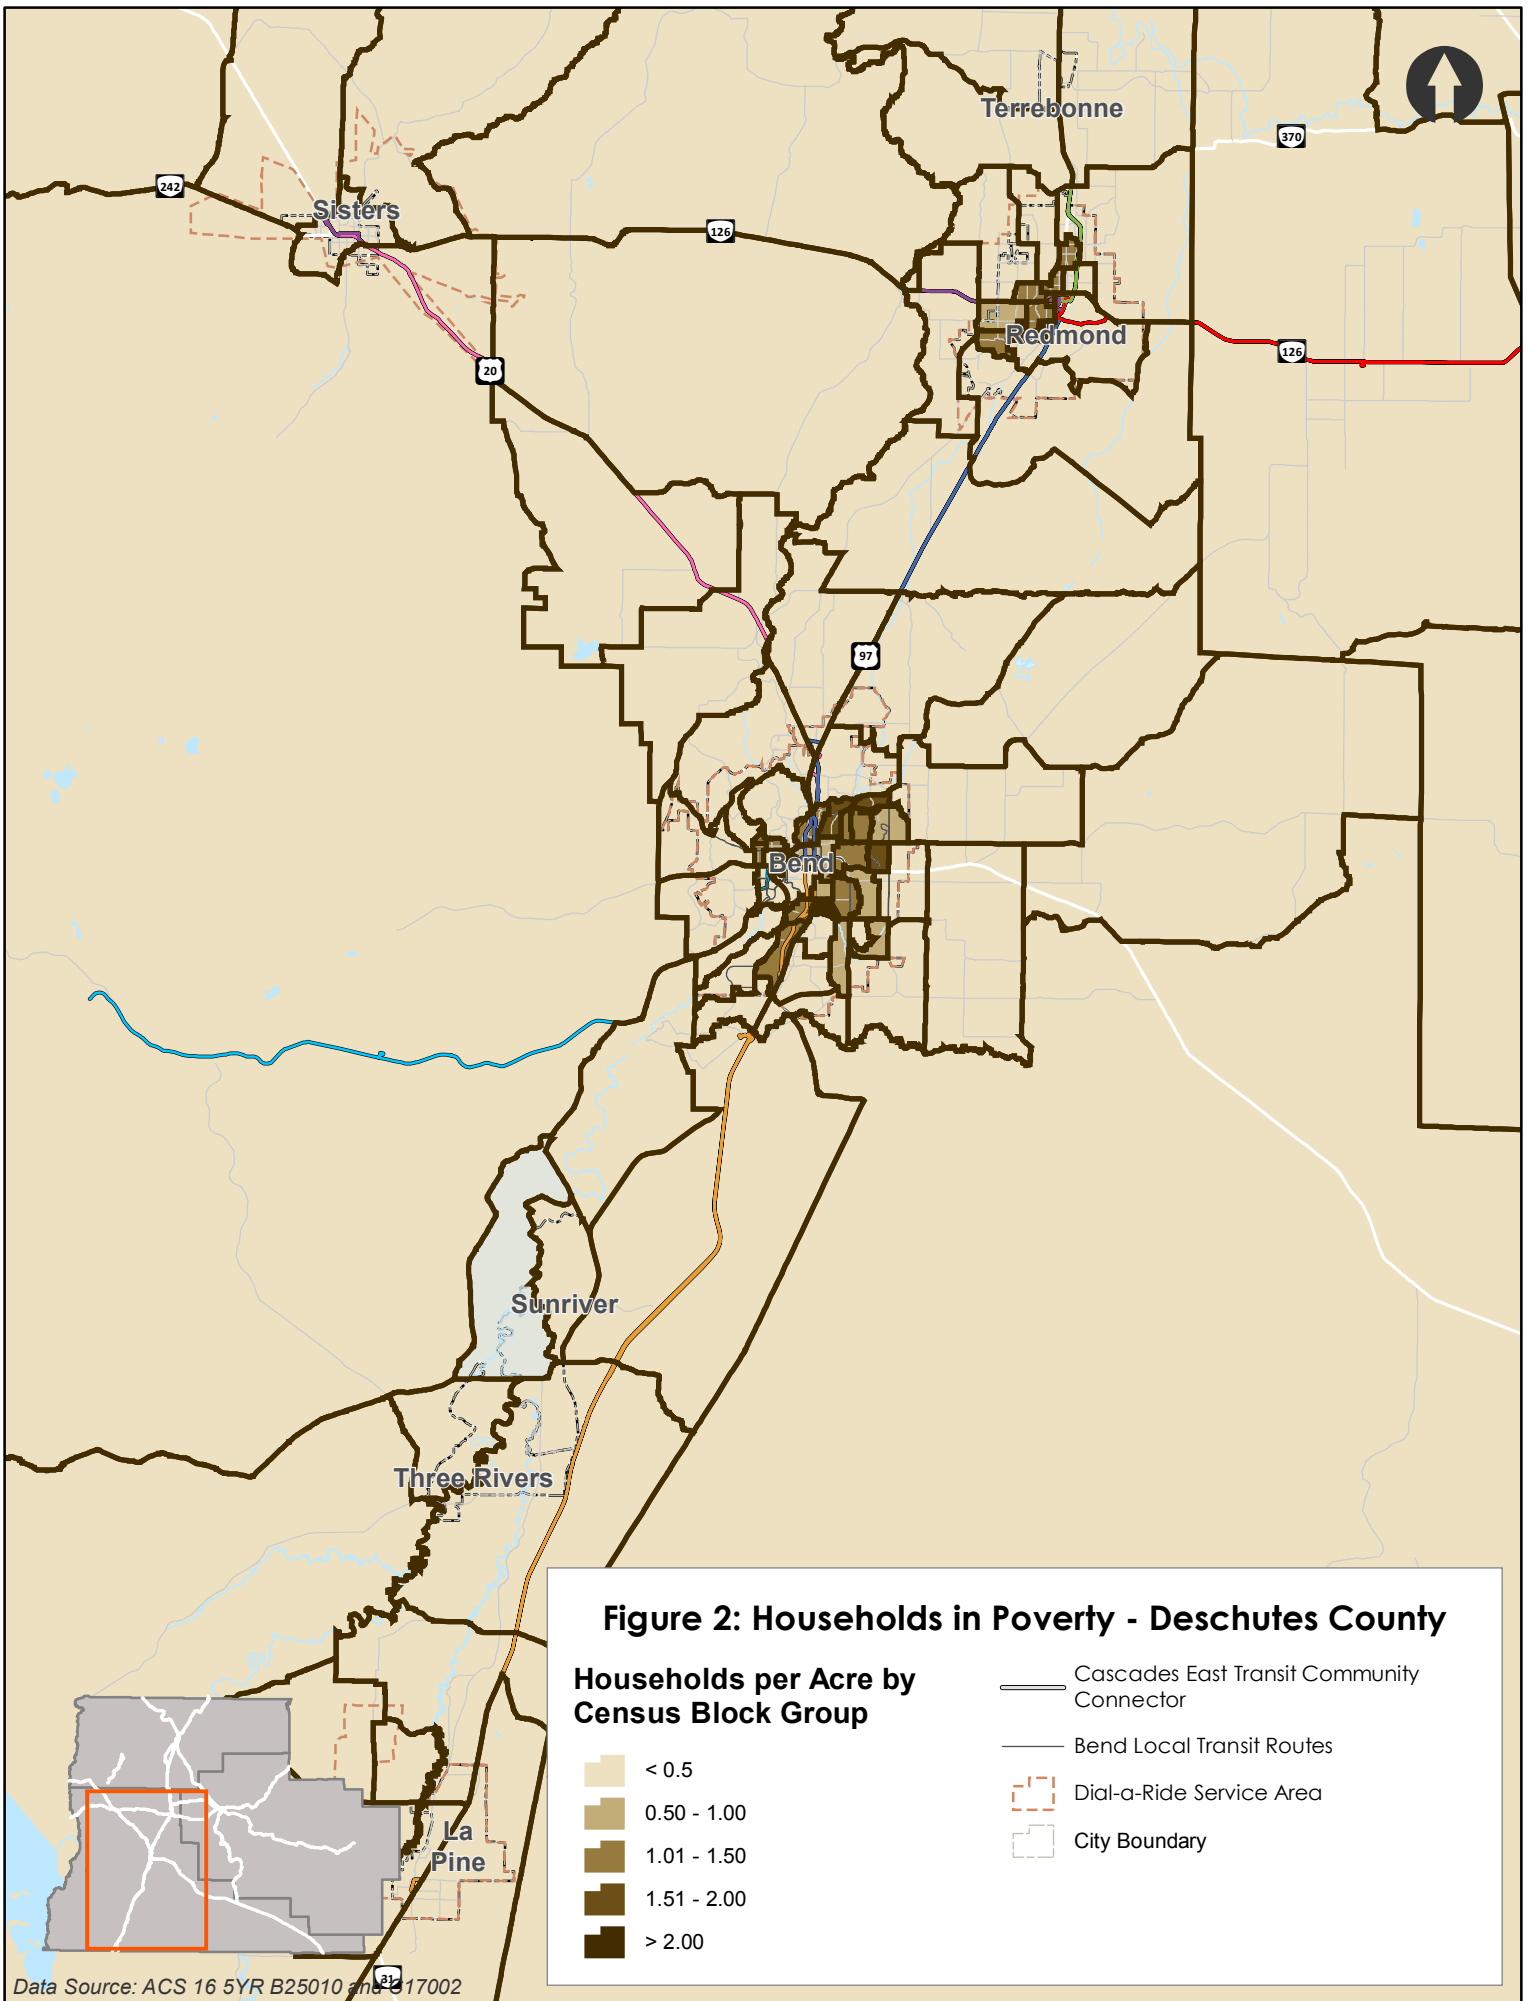 Terrebonne
370
242
Sisters
126
Redmond
126
20
97
Bend
Sunriver
Three Rivers
Figure 2: Households in Poverty - Deschutes County
Households per Acre by
Census Block Group
< 0.5
0.50 - 1.00
1.01 - 1.50
1.51 - 2.00
> 2.00
Cascades East Transit Community
Connector
Bend Local Transit Routes
Dial-a-Ride Service Area
City Boundary
La
Pine
31
Data Source: ACS 16 5YR B25010 and C17002